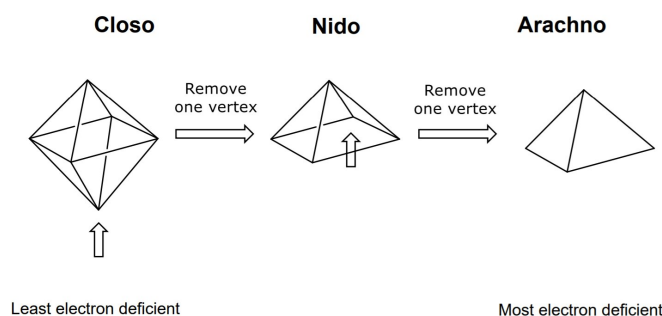 Closo
Nido
Arachno
Remove
one vertex
Remove
one vertex
Least electron deficient
Most electron deficient